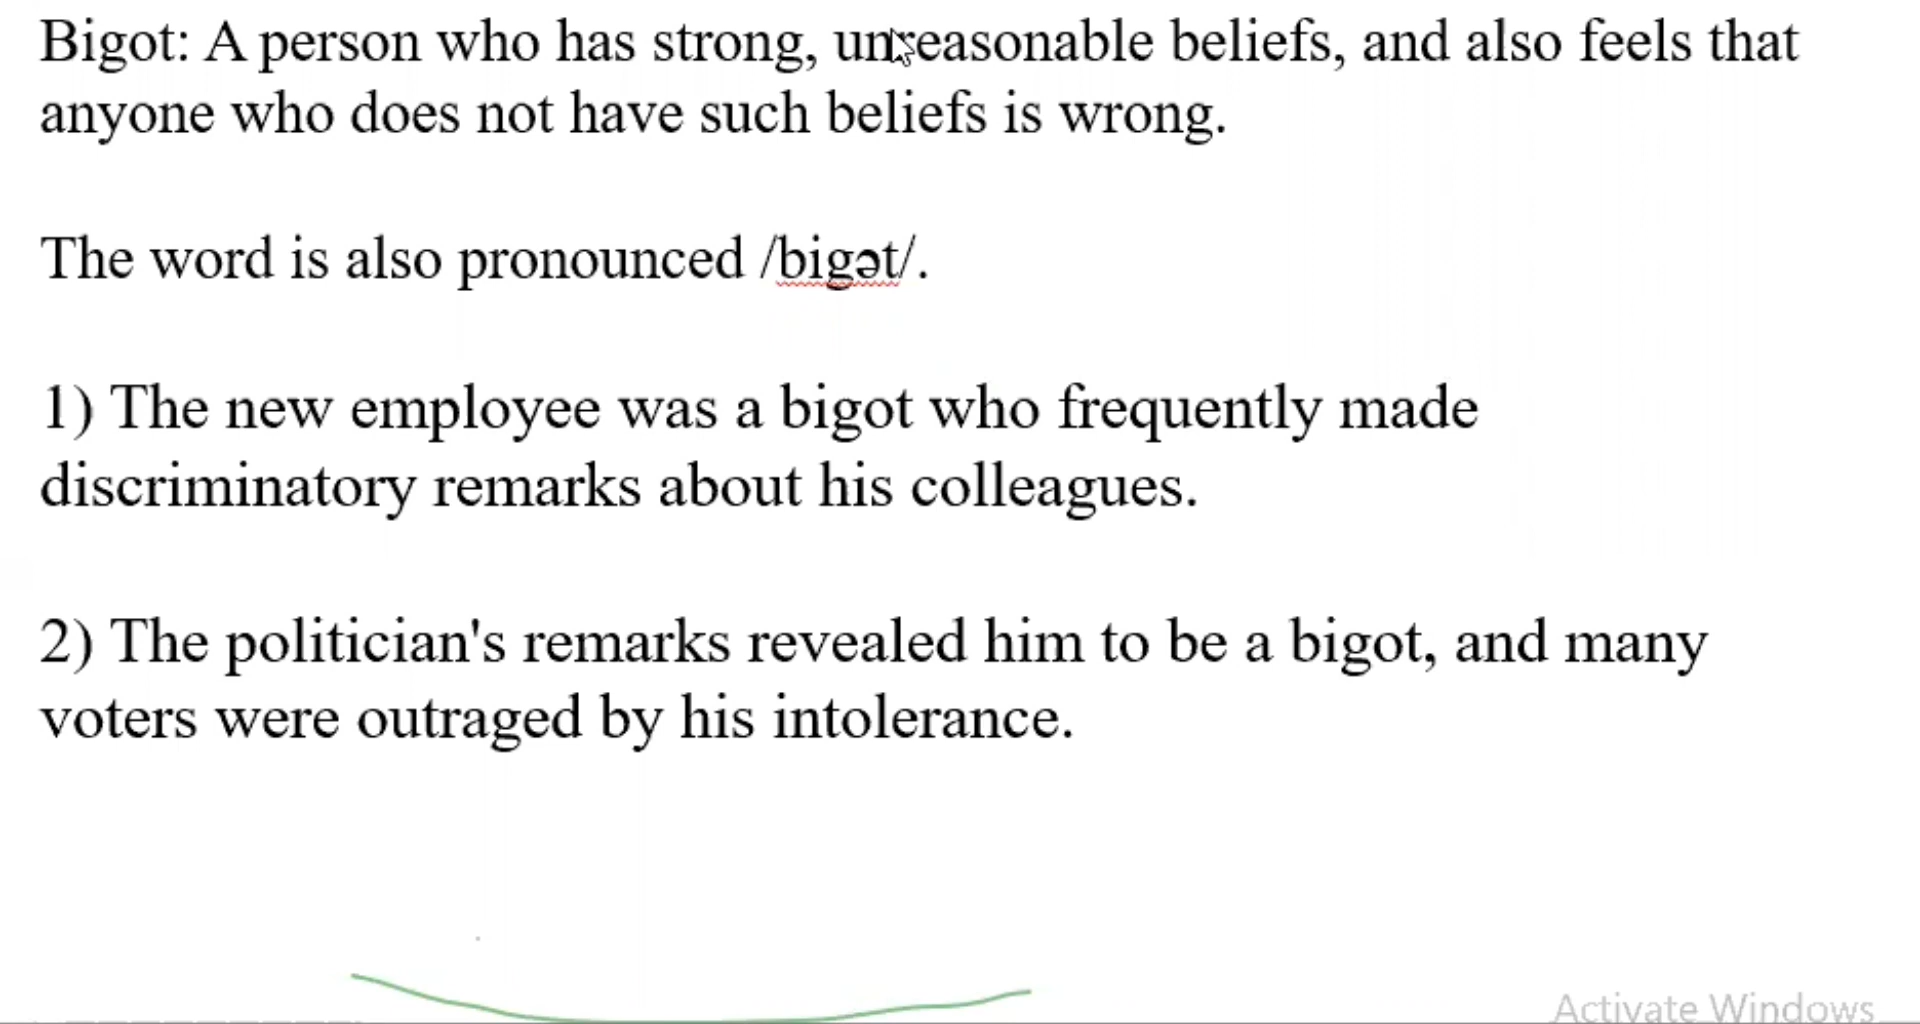 Bigot: A person who has strong, unreasonable beliefs, and also feels that
anyone who does not have such beliefs is wrong.
The word is also pronounced /bigət/.
1) The new employee was a bigot who frequently made
discriminatory remarks about his colleagues.
2) The politician's remarks revealed him to be a bigot, and many
voters were outraged by his intolerance.
Activate Windows